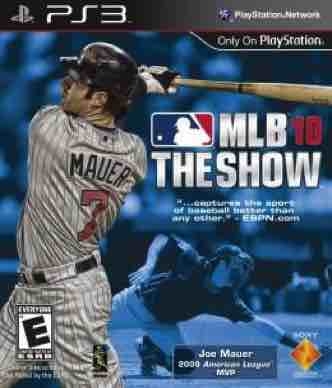 PS3
PlayStation Network
Only On PlayStation.
MLB 10
THE SHOW
"...captures the sport
of baseball better than
any other." - ESPN.com
MAUER
7
EVERYONE
E
ESRB
Joe Mauer
2009 American League
MVP
SONY